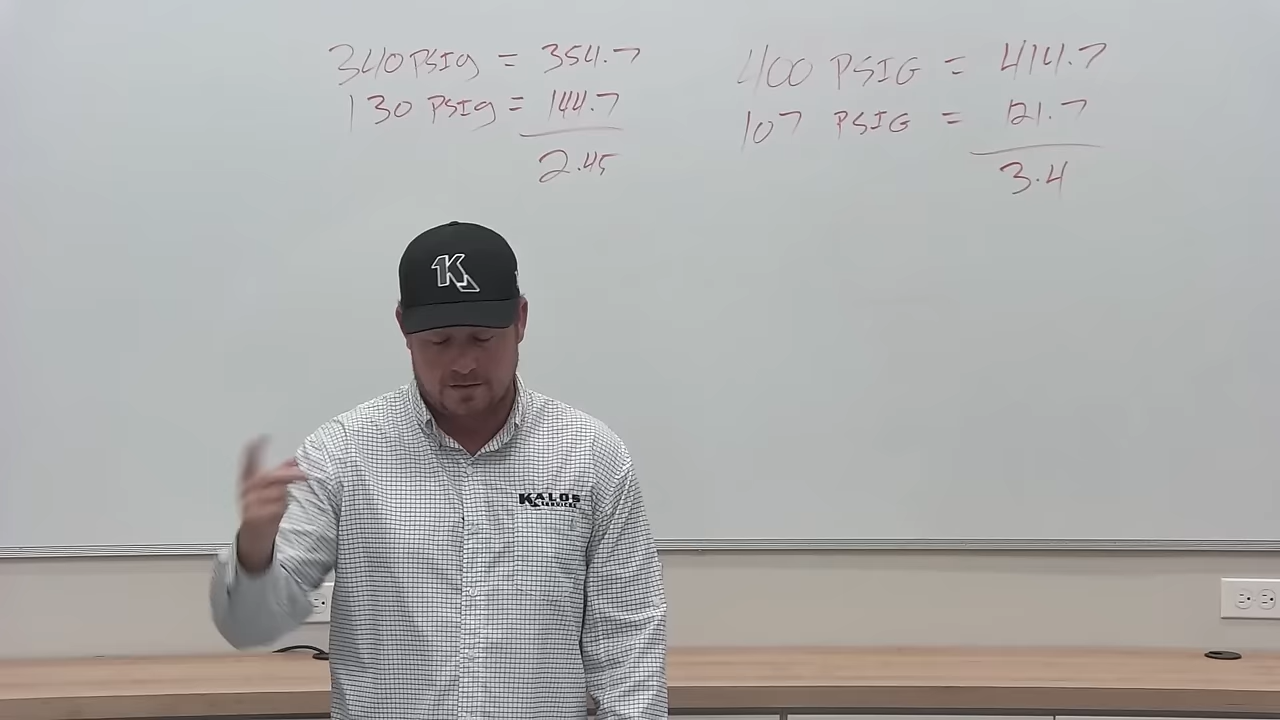 340 PSIg = 354.7
130 PSIg = 144.7
2.45
400 PSIG = 414.7
107 PSIG = 121.7
3.4
K
KALOS
SERVICES